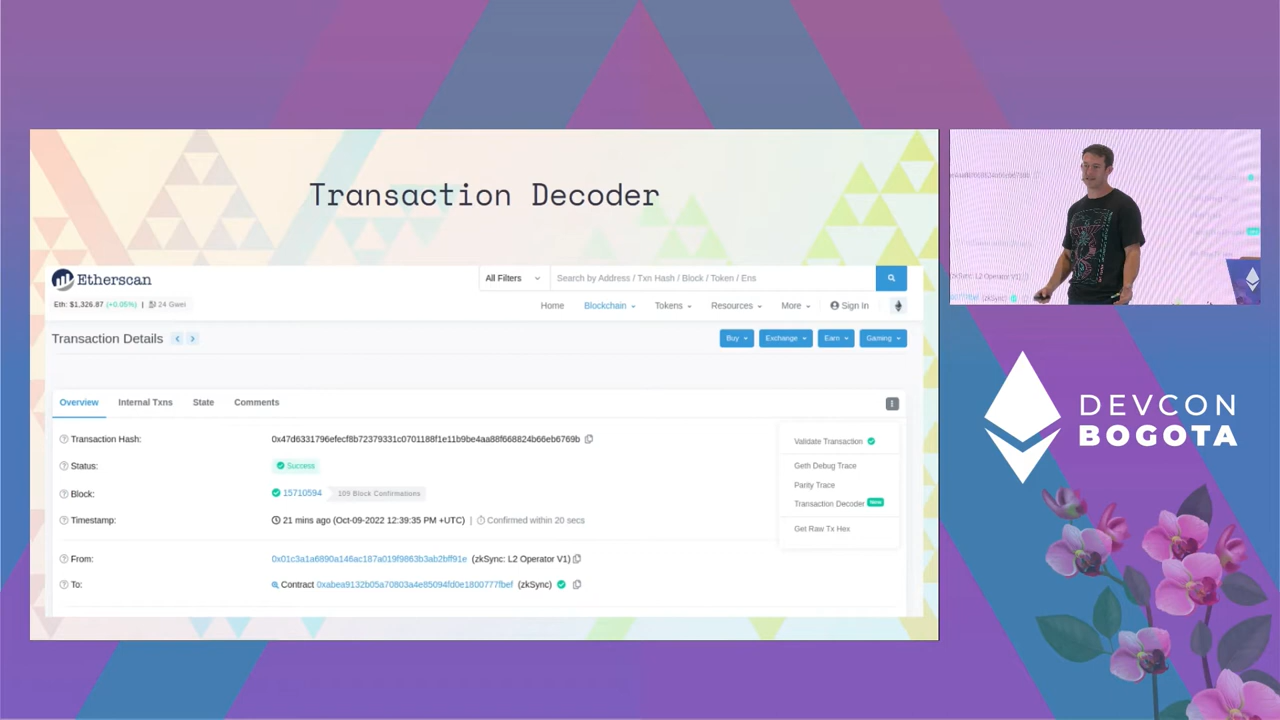 Transaction Decoder
Etherscan
All Filters
Search by Address / Txn Hash / Block / Token / Ens
Eth: $1,326.87 (+0.05%) | 24 Gwei
Home Blockchain Tokens Resources More Sign In
Transaction Details
Buy Exchange Earn Gaming
Overview Internal Txns State Comments
Transaction Hash: 0x47d6331796efecf8b72379331c0701188f1e11b9be4aa88f668824b66eb6769b
Status: Success
Block: 15710594 109 Block Confirmations
Timestamp: 21 mins ago (Oct-09-2022 12:39:35 PM +UTC) | Confirmed within 20 secs
From: 0x01c3a1a6890a146ac187a019f9863b3ab2bff91e (zkSync: L2 Operator V1)
To: Contract 0xabea9132b05a70803a4e85094fd0e1800777fbef (zkSync)
Validate Transaction
Geth Debug Trace
Parity Trace
Transaction Decoder New
Get Raw Tx Hex
DEVCON
BOGOTA